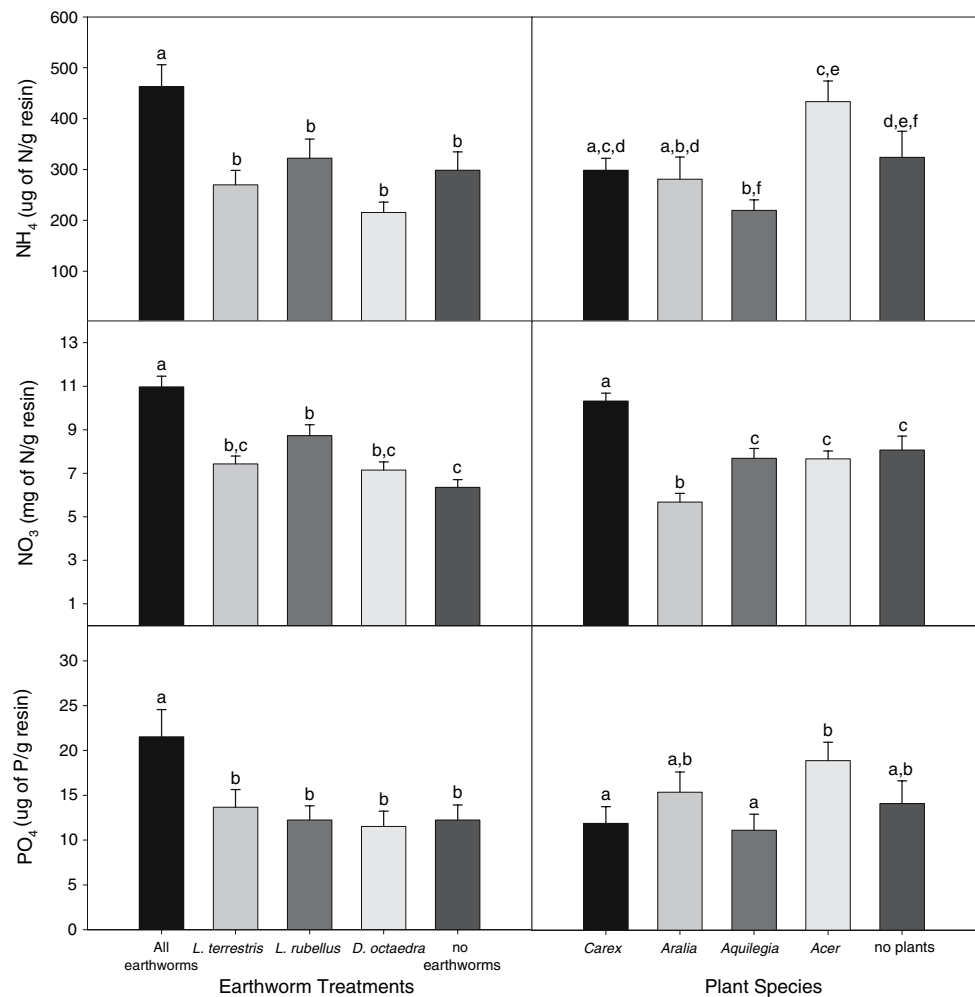 600
500
400
300
200
100
NH4 (ug of N/g resin)
a
b
b
b
b
a,c,d
a,b,d
b,f
c,e
d,e,f
13
11
9
7
5
3
1
NO3 (mg of N/g resin)
a
b,c
b
b,c
c
a
b
c
c
c
30
25
20
15
10
5
0
PO4 (ug of P/g resin)
a
b
b
b
b
a
a,b
a
b
a,b
All
earthworms
L. terrestris
L. rubellus
D. octaedra
no
earthworms
Carex
Aralia
Aquilegia
Acer
no plants
Earthworm Treatments
Plant Species